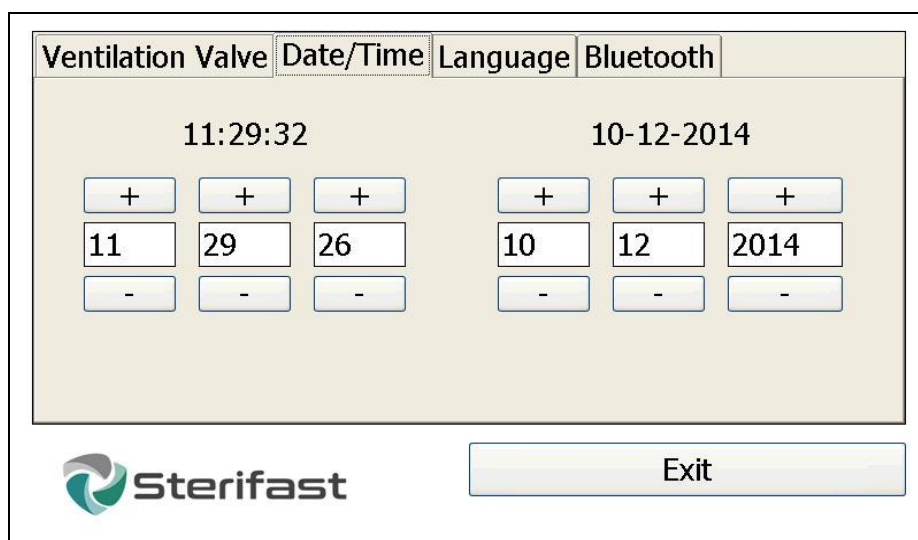 Ventilation Valve Date/Time Language Bluetooth
11:29:32 10-12-2014
+ + + + + +
11 29 26 10 12 2014
- - - - - -
Sterifast Exit